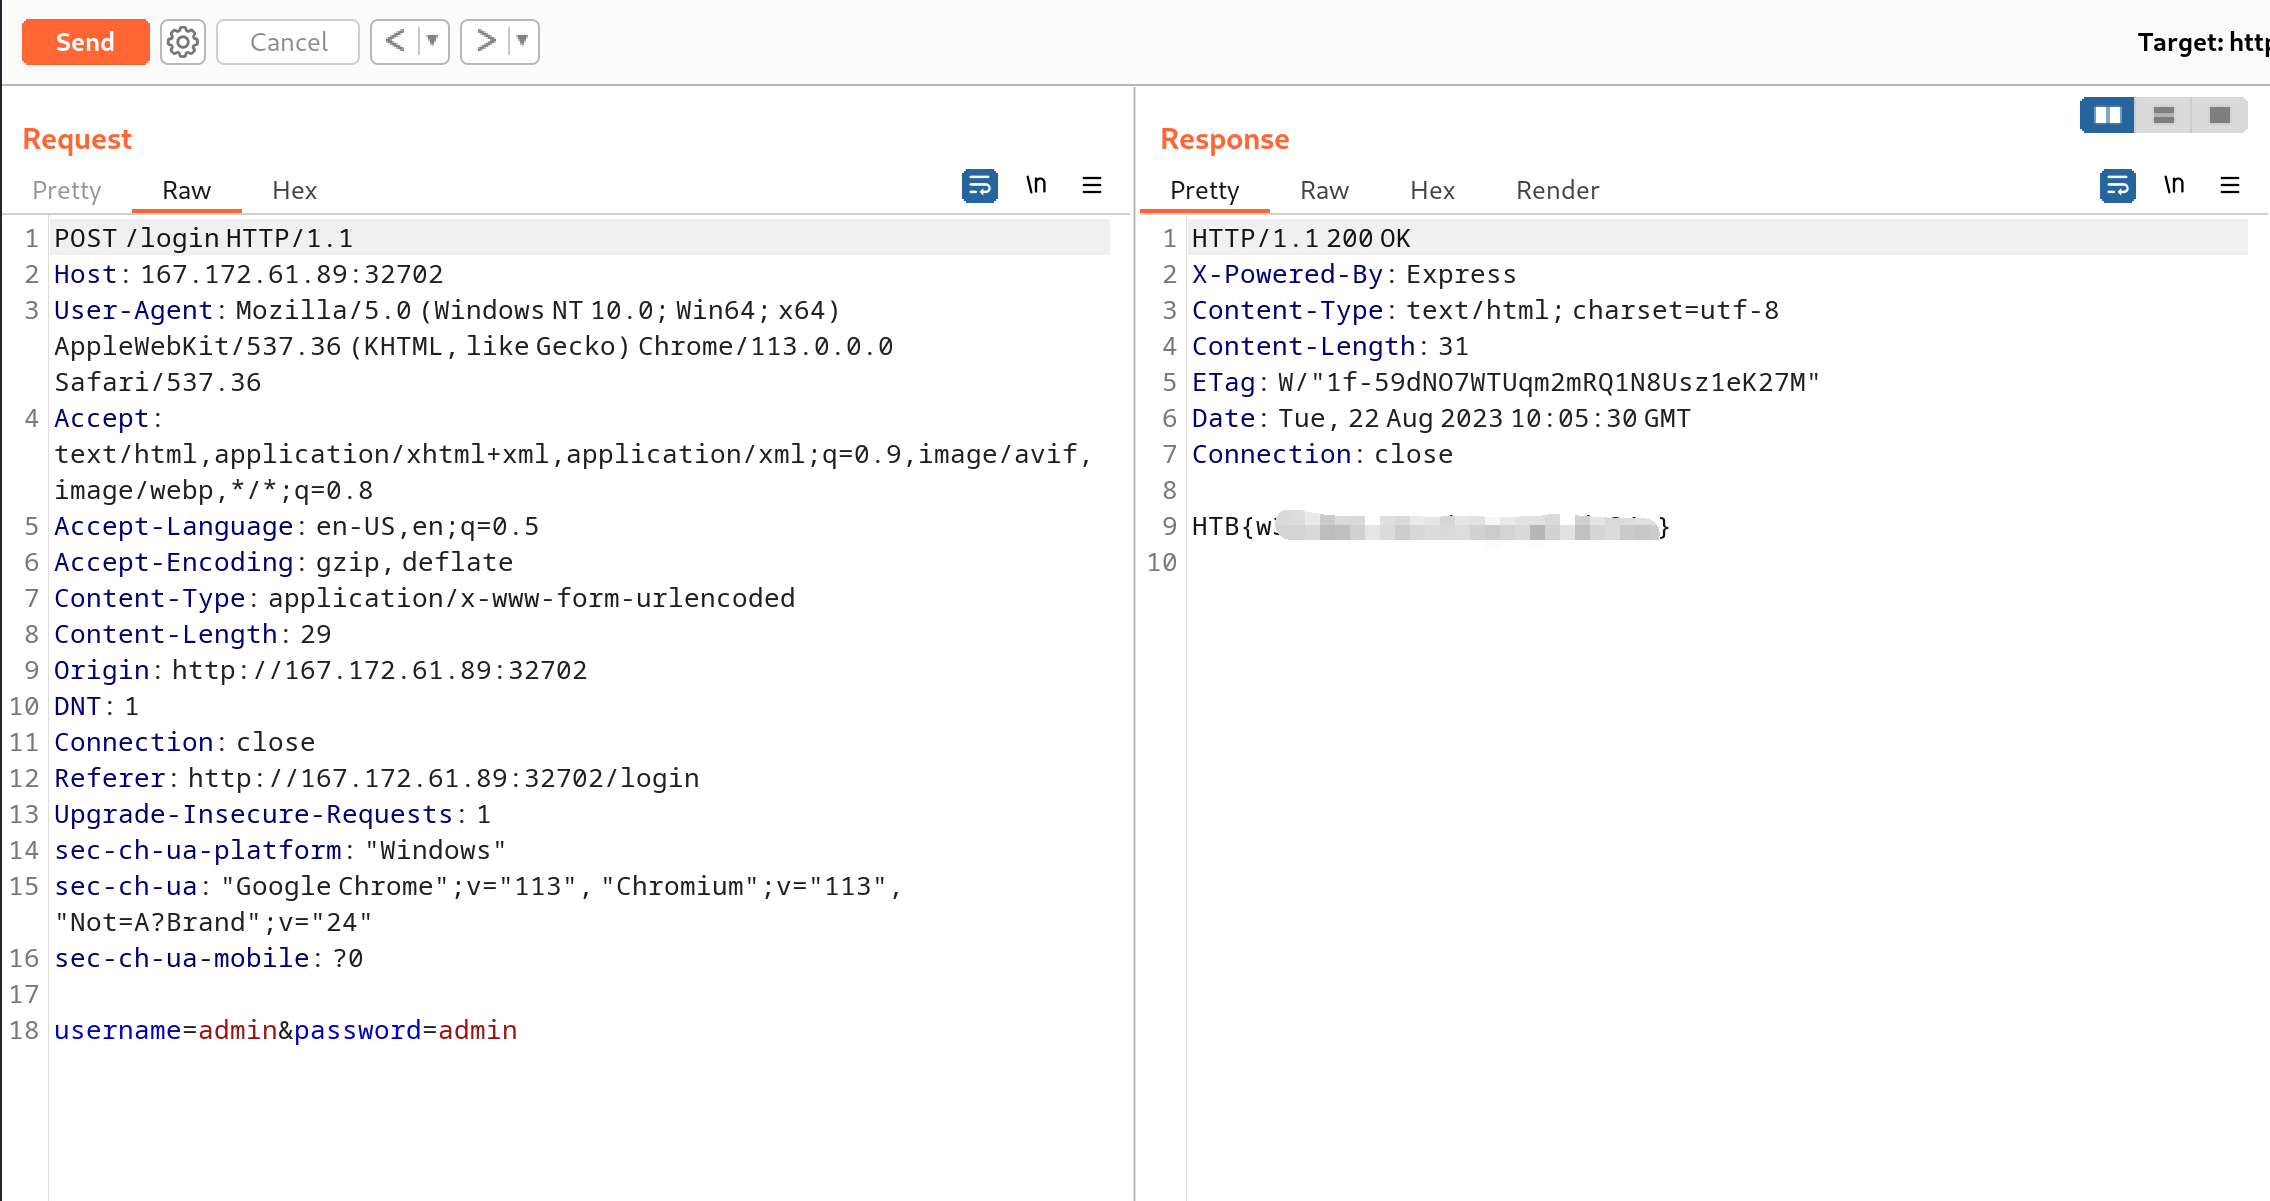 Send
Cancel
Target: http
Request
Pretty Raw Hex
\n
1 POST /login HTTP/1.1
2 Host: 167.172.61.89:32702
3 User-Agent: Mozilla/5.0 (Windows NT 10.0; Win64; x64)
AppleWebKit/537.36 (KHTML, like Gecko) Chrome/113.0.0.0
Safari/537.36
4 Accept:
text/html,application/xhtml+xml,application/xml;q=0.9,image/avif,
image/webp,*/*;q=0.8
5 Accept-Language: en-US,en;q=0.5
6 Accept-Encoding: gzip, deflate
7 Content-Type: application/x-www-form-urlencoded
8 Content-Length: 29
9 Origin: http://167.172.61.89:32702
10 DNT: 1
11 Connection: close
12 Referer: http://167.172.61.89:32702/login
13 Upgrade-Insecure-Requests: 1
14 sec-ch-ua-platform: "Windows"
15 sec-ch-ua: "Google Chrome";v="113", "Chromium";v="113",
"Not=A?Brand";v="24"
16 sec-ch-ua-mobile: ?0
17
18 username=admin&password=admin
Response
Pretty Raw Hex Render
\n
1 HTTP/1.1 200 OK
2 X-Powered-By: Express
3 Content-Type: text/html; charset=utf-8
4 Content-Length: 31
5 ETag: W/"1f-59dNO7WTUqm2mRQ1N8Usz1eK27M"
6 Date: Tue, 22 Aug 2023 10:05:30 GMT
7 Connection: close
8
9 HTB{w }
10